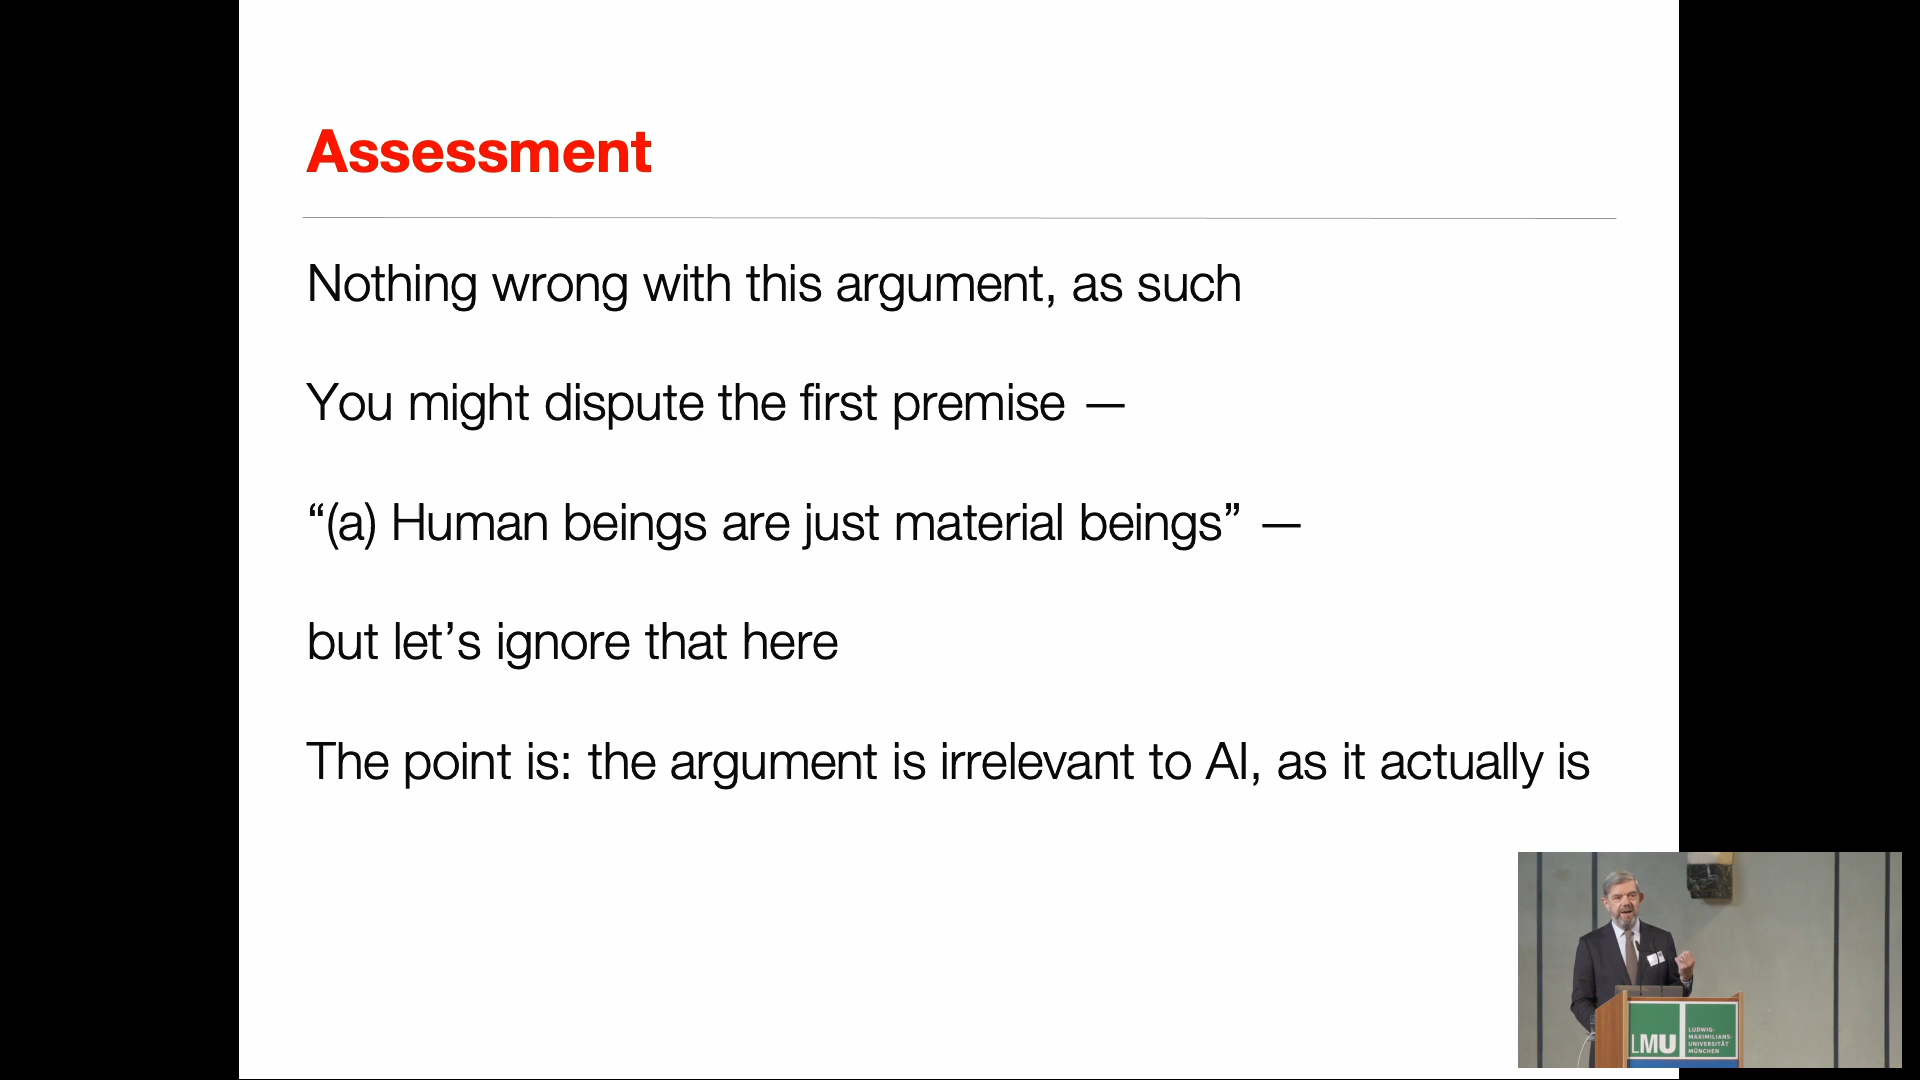 Assessment
Nothing wrong with this argument, as such
You might dispute the first premise —
“(a) Human beings are just material beings” —
but let’s ignore that here
The point is: the argument is irrelevant to AI, as it actually is
LMU
LUDWIG-
MAXIMILIANS-
UNIVERSITÄT
MÜNCHEN